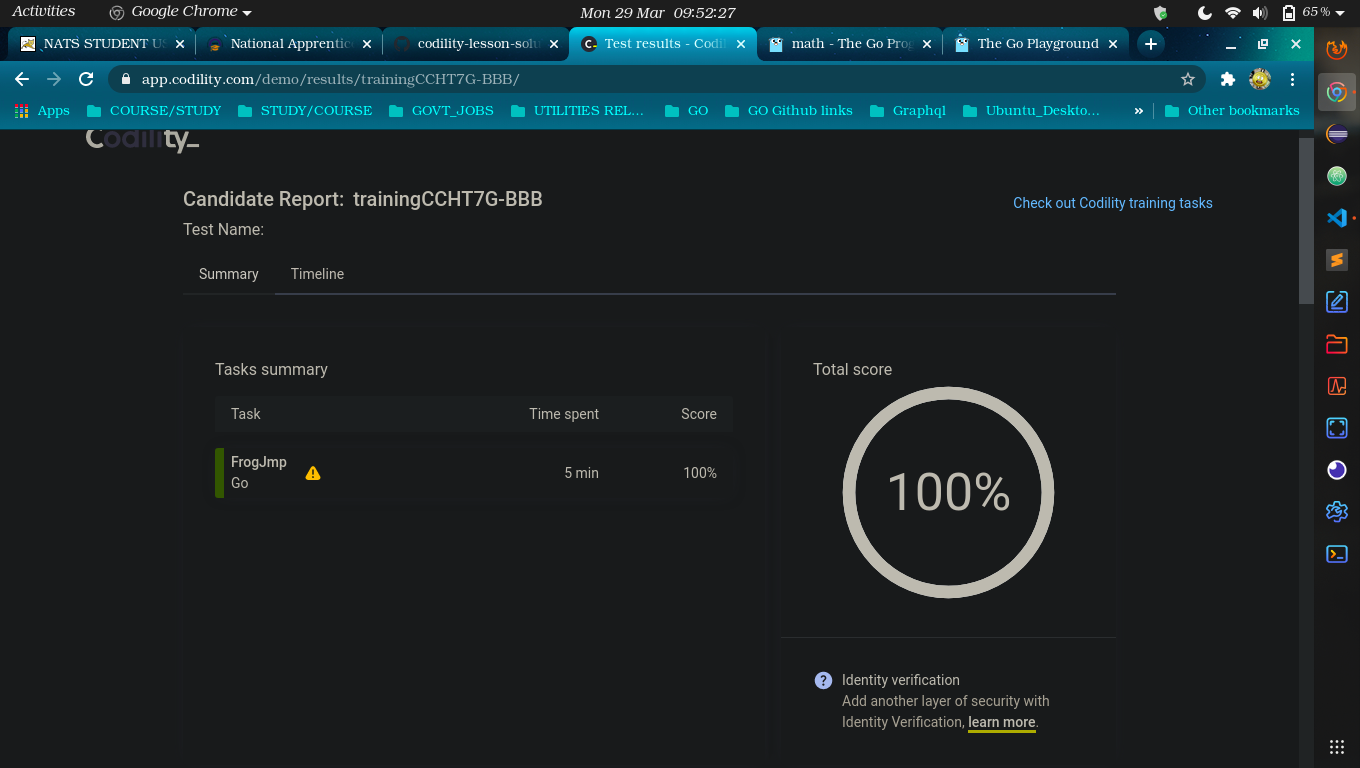 Activities Google Chrome Mon 29 Mar 09:52:27 65%
NATS STUDENT US National Apprentic codility-lesson-solu Test results - Codil math - The Go Prog The Go Playground
app.codility.com/demo/results/trainingCCHT7G-BBB/
Apps COURSE/STUDY STUDY/COURSE GOVT_JOBS UTILITIES REL... GO GO Github links Graphql Ubuntu_Deskto... » Other bookmarks
Codility_
Candidate Report: trainingCCHT7G-BBB
Check out Codility training tasks
Test Name:
Summary Timeline
Tasks summary
Task Time spent Score
FrogJmp
Go
5 min 100%
Total score
100%
Identity verification
Add another layer of security with
Identity Verification, learn more.